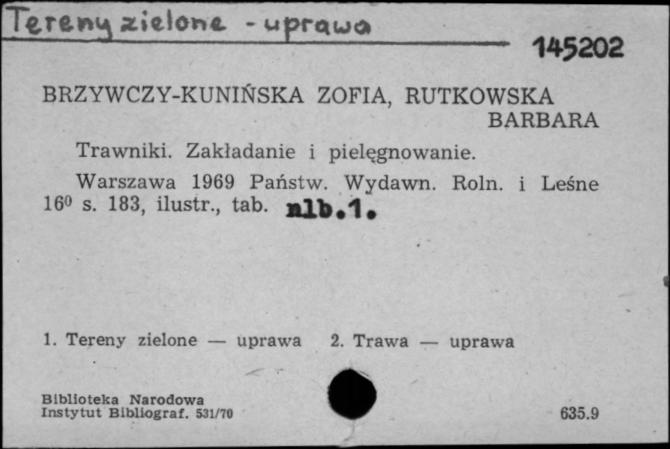 Tereny zielone - uprawa
145202
BRZYWCZY-KUNIŃSKA ZOFIA, RUTKOWSKA
BARBARA
Trawniki. Zakładanie i pielęgnowanie.
Warszawa 1969 Państw. Wydawn. Roln. i Leśne
16⁰ s. 183, ilustr., tab. nlb.1.
1. Tereny zielone — uprawa 2. Trawa — uprawa
Biblioteka Narodowa
Instytut Bibliograf. 531/70
635.9